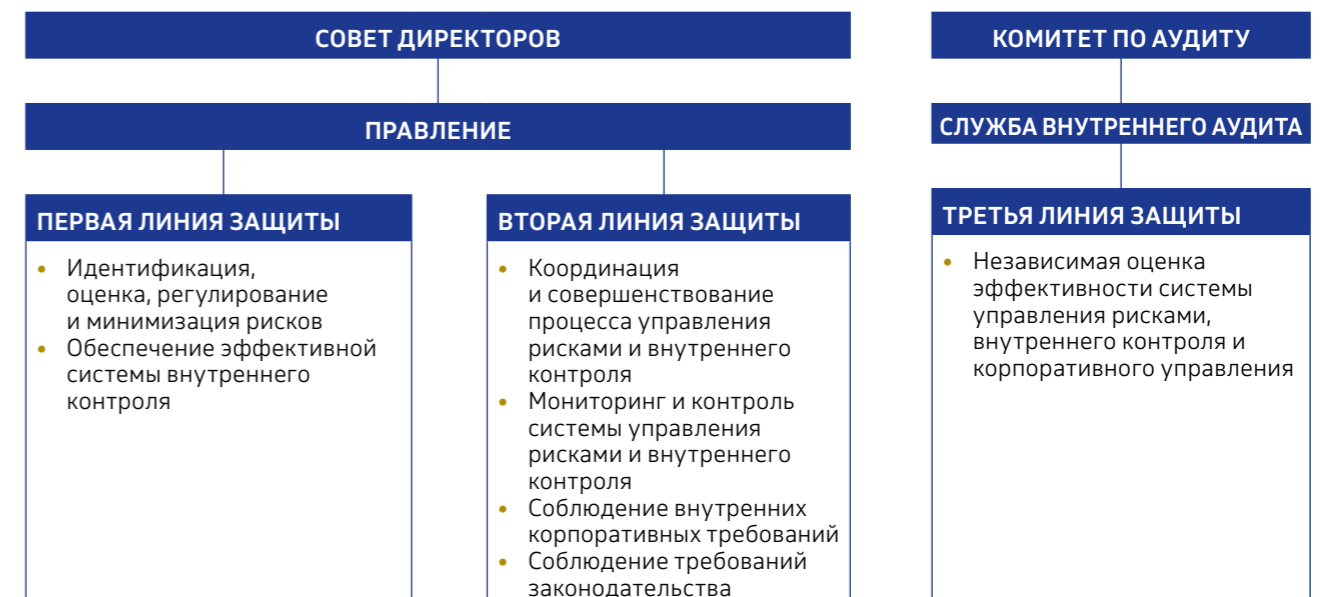 СОВЕТ ДИРЕКТОРОВ
ПРАВЛЕНИЕ
ПЕРВАЯ ЛИНИЯ ЗАЩИТЫ
• Идентификация,
оценка, регулирование
и минимизация рисков
• Обеспечение эффективной
системы внутреннего
контроля
ВТОРАЯ ЛИНИЯ ЗАЩИТЫ
• Координация
и совершенствование
процесса управления
рисками и внутреннего
контроля
• Мониторинг и контроль
системы управления
рисками и внутреннего
контроля
• Соблюдение внутренних
корпоративных требований
• Соблюдение требований
законодательства
КОМИТЕТ ПО АУДИТУ
СЛУЖБА ВНУТРЕННЕГО АУДИТА
ТРЕТЬЯ ЛИНИЯ ЗАЩИТЫ
• Независимая оценка
эффективности системы
управления рисками,
внутреннего контроля и
корпоративного управления